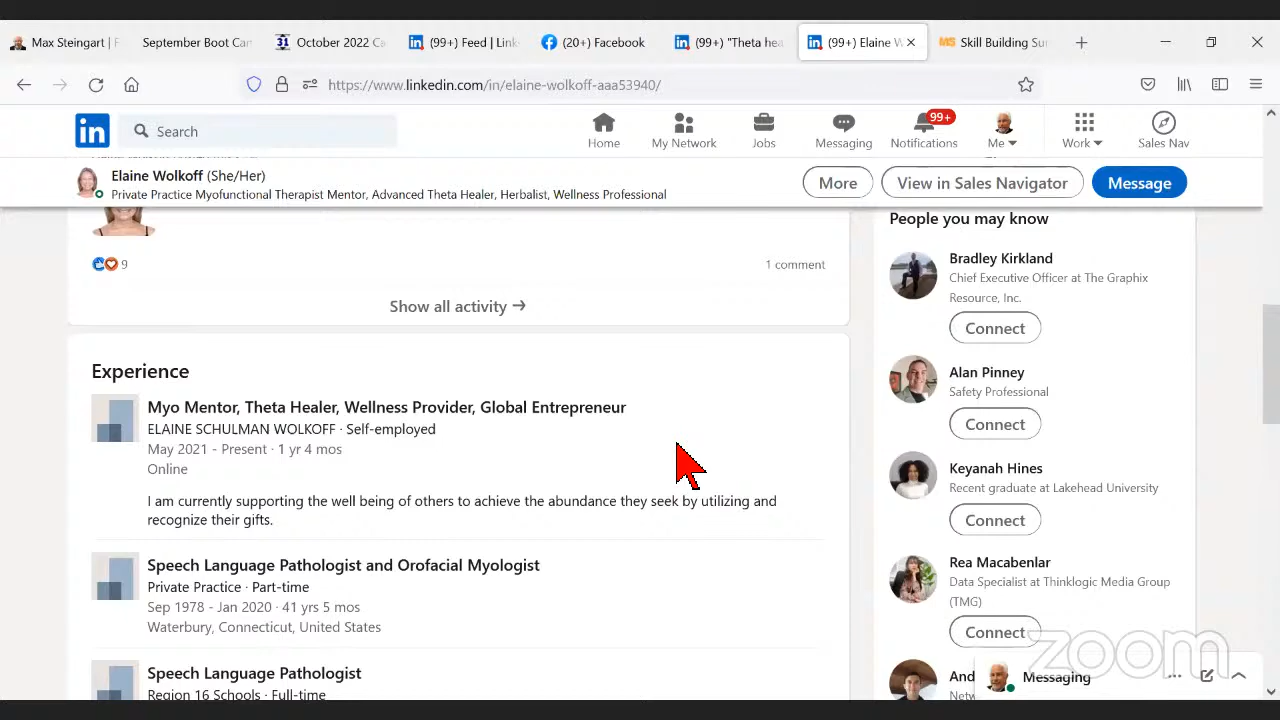 Max Steingart | F
September Boot Car
31 October 2022 Ca
in (99+) Feed | Link
(20+) Facebook
in (99+) "Theta hea
in (99+) Elaine W
MS Skill Building Su
https://www.linkedin.com/in/elaine-wolkoff-aaa53940/
in
Search
Home
My Network
Jobs
Messaging
99+
Notifications
Me
Work
Sales Nav
Elaine Wolkoff (She/Her)
Private Practice Myofunctional Therapist Mentor, Advanced Theta Healer, Herbalist, Wellness Professional
More
View in Sales Navigator
Message
9
1 comment
Show all activity →
Experience
Myo Mentor, Theta Healer, Wellness Provider, Global Entrepreneur
ELAINE SCHULMAN WOLKOFF · Self-employed
May 2021 - Present · 1 yr 4 mos
Online
I am currently supporting the well being of others to achieve the abundance they seek by utilizing and
recognize their gifts.
Speech Language Pathologist and Orofacial Myologist
Private Practice · Part-time
Sep 1978 - Jan 2020 · 41 yrs 5 mos
Waterbury, Connecticut, United States
Speech Language Pathologist
Region 16 Schools · Full-time
People you may know
Bradley Kirkland
Chief Executive Officer at The Graphix
Resource, Inc.
Connect
Alan Pinney
Safety Professional
Connect
Keyanah Hines
Recent graduate at Lakehead University
Connect
Rea Macabenlar
Data Specialist at Thinklogic Media Group
(TMG)
Connect
And
Netw
Messaging
zoom